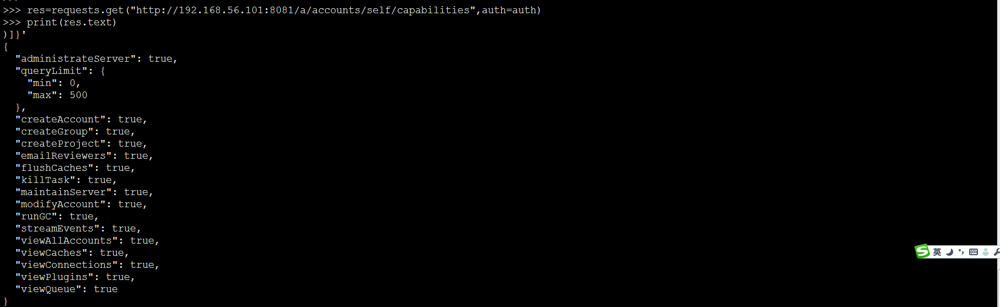 >>> res=requests.get("http://192.168.56.101:8081/a/accounts/self/capabilities",auth=auth)
>>> print(res.text)
)]}'
{
  "administrateServer": true,
  "queryLimit": {
    "min": 0,
    "max": 500
  },
  "createAccount": true,
  "createGroup": true,
  "createProject": true,
  "emailReviewers": true,
  "flushCaches": true,
  "killTask": true,
  "maintainServer": true,
  "modifyAccount": true,
  "runGC": true,
  "streamEvents": true,
  "viewAllAccounts": true,
  "viewCaches": true,
  "viewConnections": true,
  "viewPlugins": true,
  "viewQueue": true
}
S 英